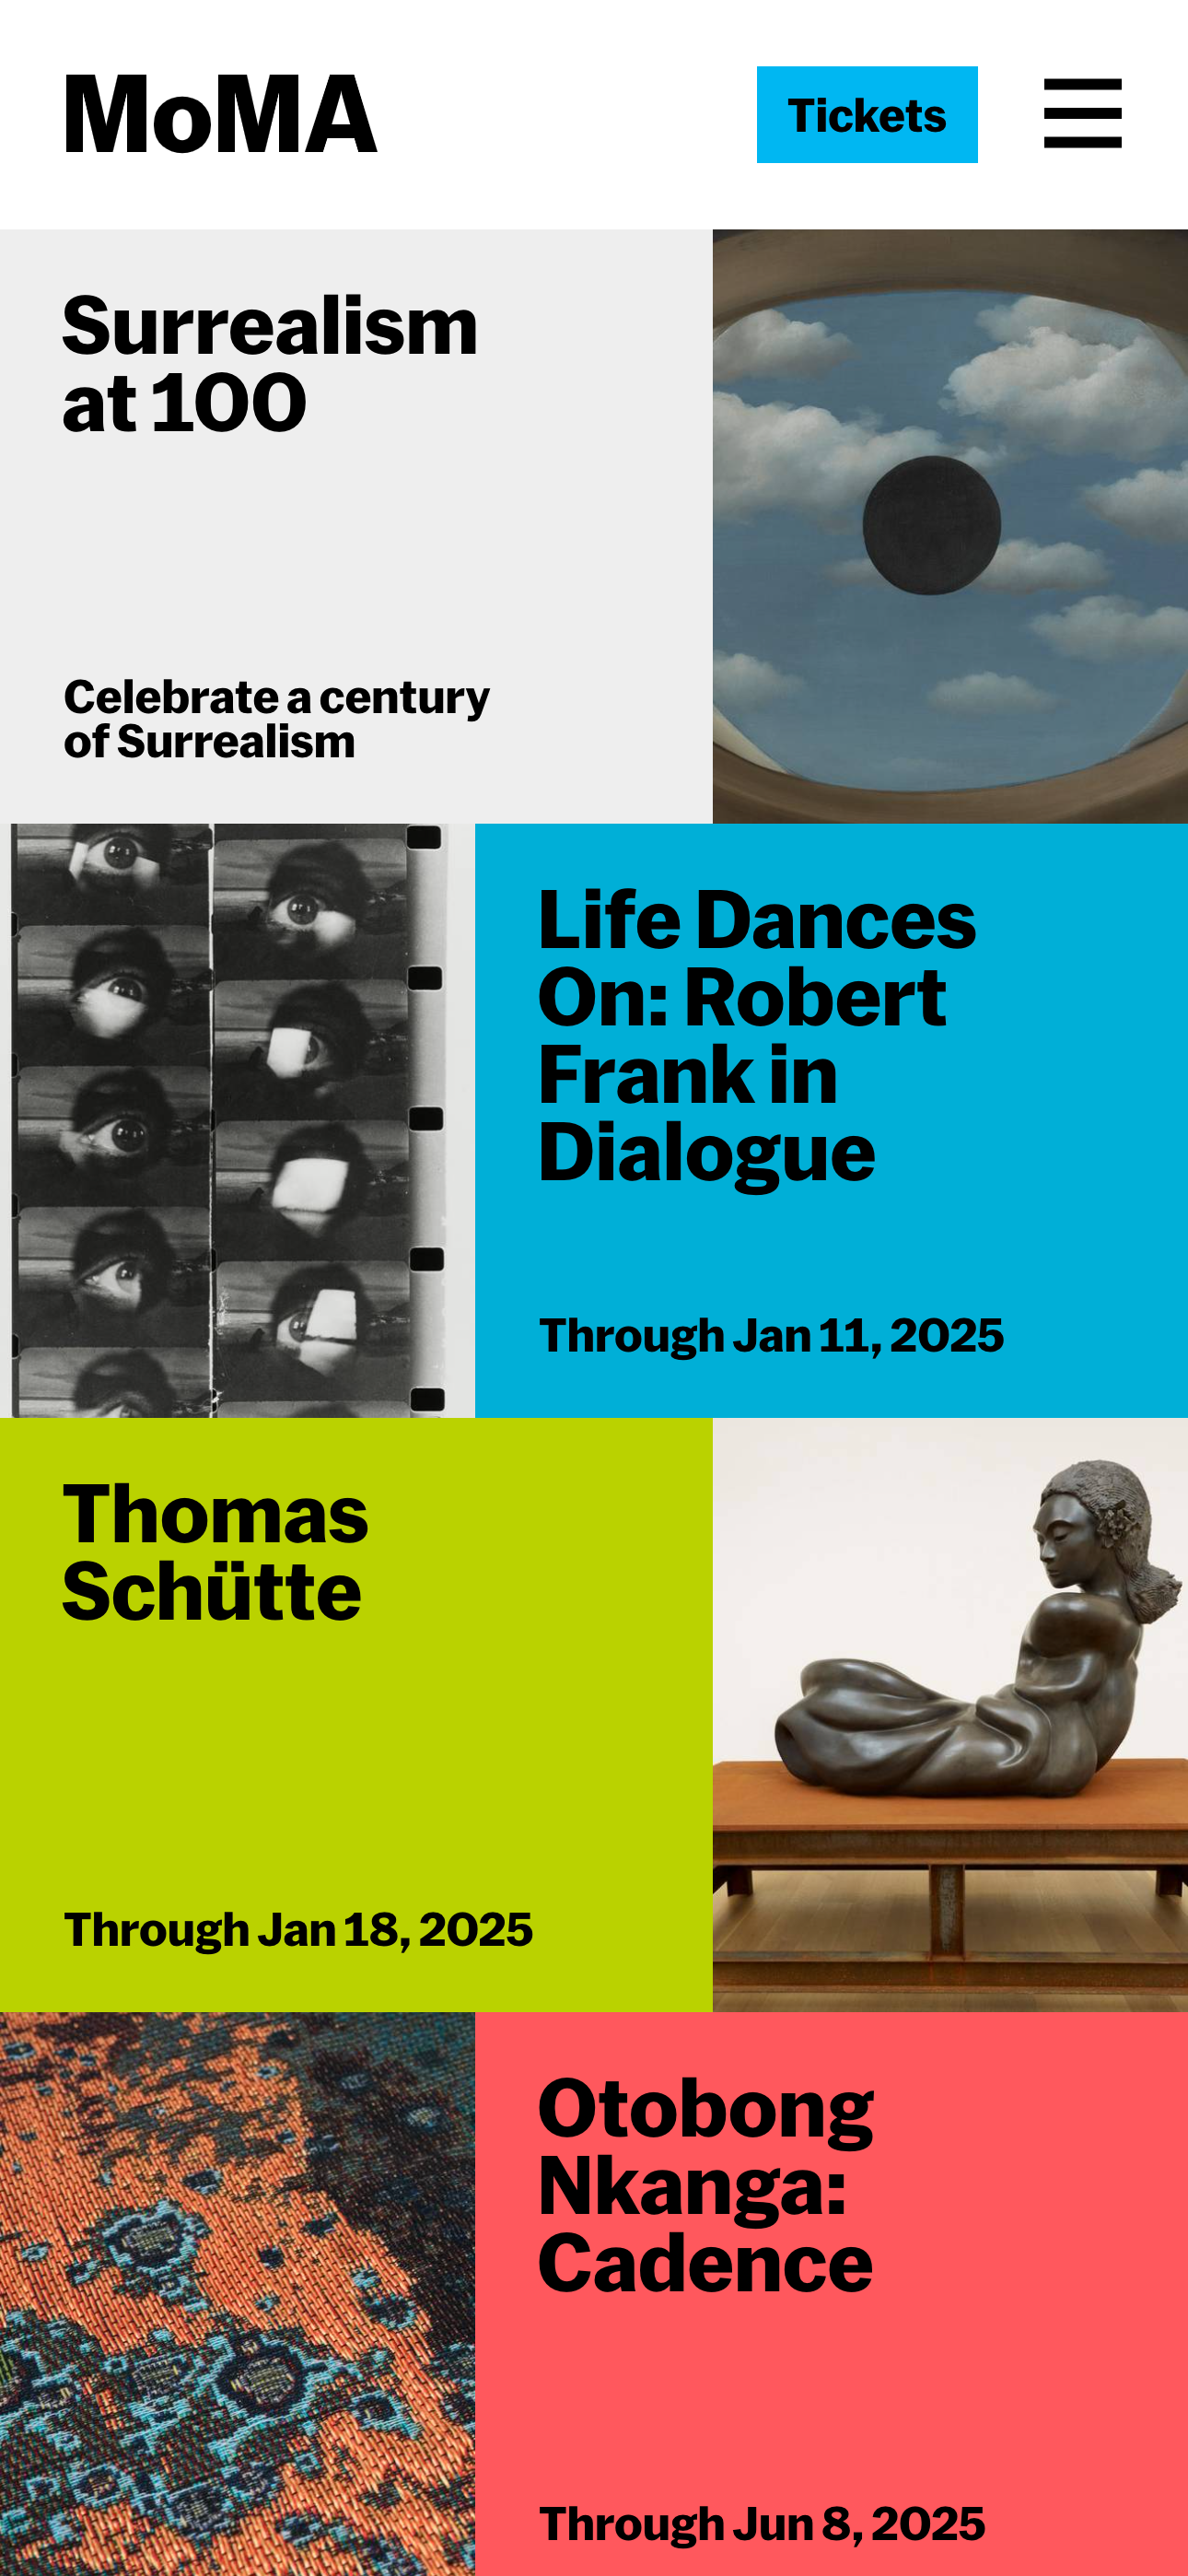 MoMA
Tickets
Surrealism
at 100
Celebrate a century
of Surrealism
Life Dances
On: Robert
Frank in
Dialogue
Through Jan 11, 2025
Thomas
Schütte
Through Jan 18, 2025
Otobong
Nkanga:
Cadence
Through Jun 8, 2025